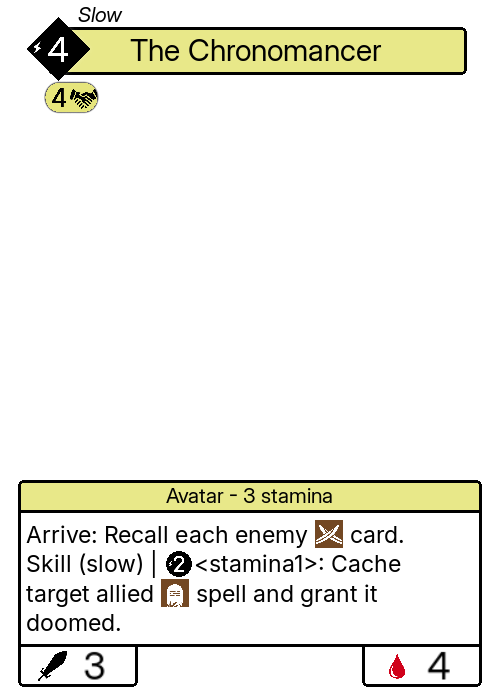 Slow
4 The Chronomancer
4
Avatar - 3 stamina
Arrive: Recall each enemy card.
Skill (slow) | 2<stamina1>: Cache
target allied spell and grant it
doomed.
3 4